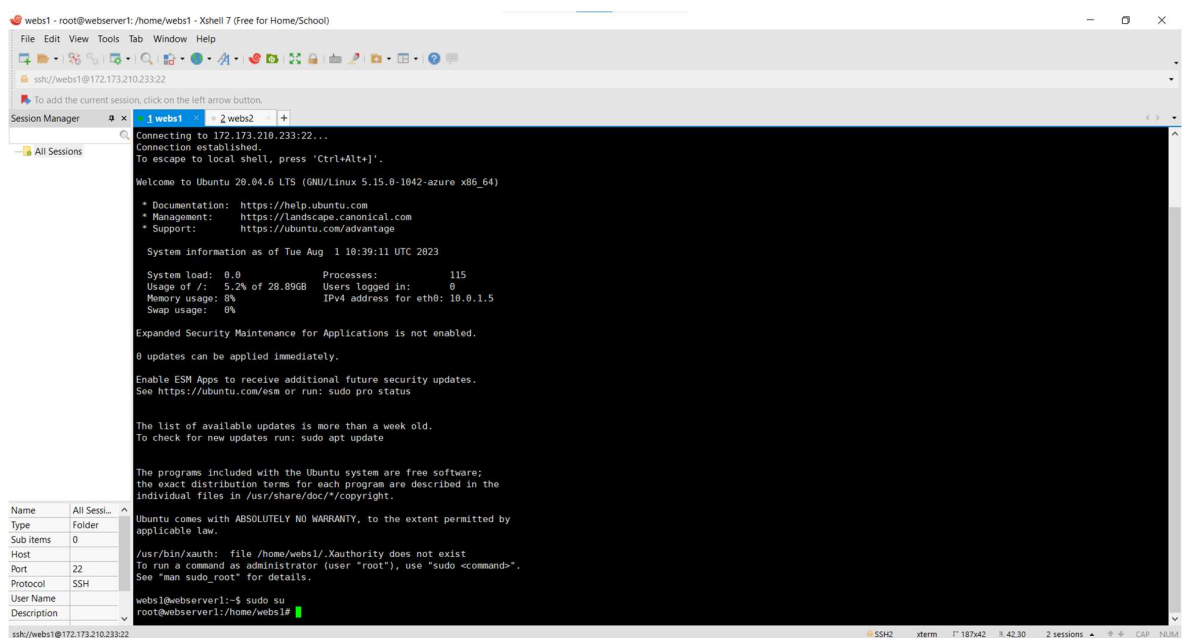 webs1 - root@webserver1: /home/webs1 - Xshell 7 (Free for Home/School)
File Edit View Tools Tab Window Help
ssh://webs1@172.173.210.233:22
To add the current session, click on the left arrow button.
Session Manager
1 webs1
2 webs2
All Sessions
Connecting to 172.173.210.233:22...
Connection established.
To escape to local shell, press 'Ctrl+Alt+]'.
Welcome to Ubuntu 20.04.6 LTS (GNU/Linux 5.15.0-1042-azure x86_64)
* Documentation: https://help.ubuntu.com
* Management: https://landscape.canonical.com
* Support: https://ubuntu.com/advantage
System information as of Tue Aug 1 10:39:11 UTC 2023
System load: 0.0 Processes: 115
Usage of /: 5.2% of 28.89GB Users logged in: 0
Memory usage: 8% IPv4 address for eth0: 10.0.1.5
Swap usage: 0%
Expanded Security Maintenance for Applications is not enabled.
0 updates can be applied immediately.
Enable ESM Apps to receive additional future security updates.
See https://ubuntu.com/esm or run: sudo pro status
The list of available updates is more than a week old.
To check for new updates run: sudo apt update
The programs included with the Ubuntu system are free software;
the exact distribution terms for each program are described in the
individual files in /usr/share/doc/*/copyright.
Ubuntu comes with ABSOLUTELY NO WARRANTY, to the extent permitted by
applicable law.
/usr/bin/xauth: file /home/webs1/.Xauthority does not exist
To run a command as administrator (user "root"), use "sudo <command>".
See "man sudo_root" for details.
webs1@webserver1:~$ sudo su
root@webserver1:/home/webs1#
Name All Sessi...
Type Folder
Sub items 0
Host
Port 22
Protocol SSH
User Name
Description
ssh://webs1@172.173.210.233:22
SSH2 xterm 187x42 42,30 2 sessions CAP NUM